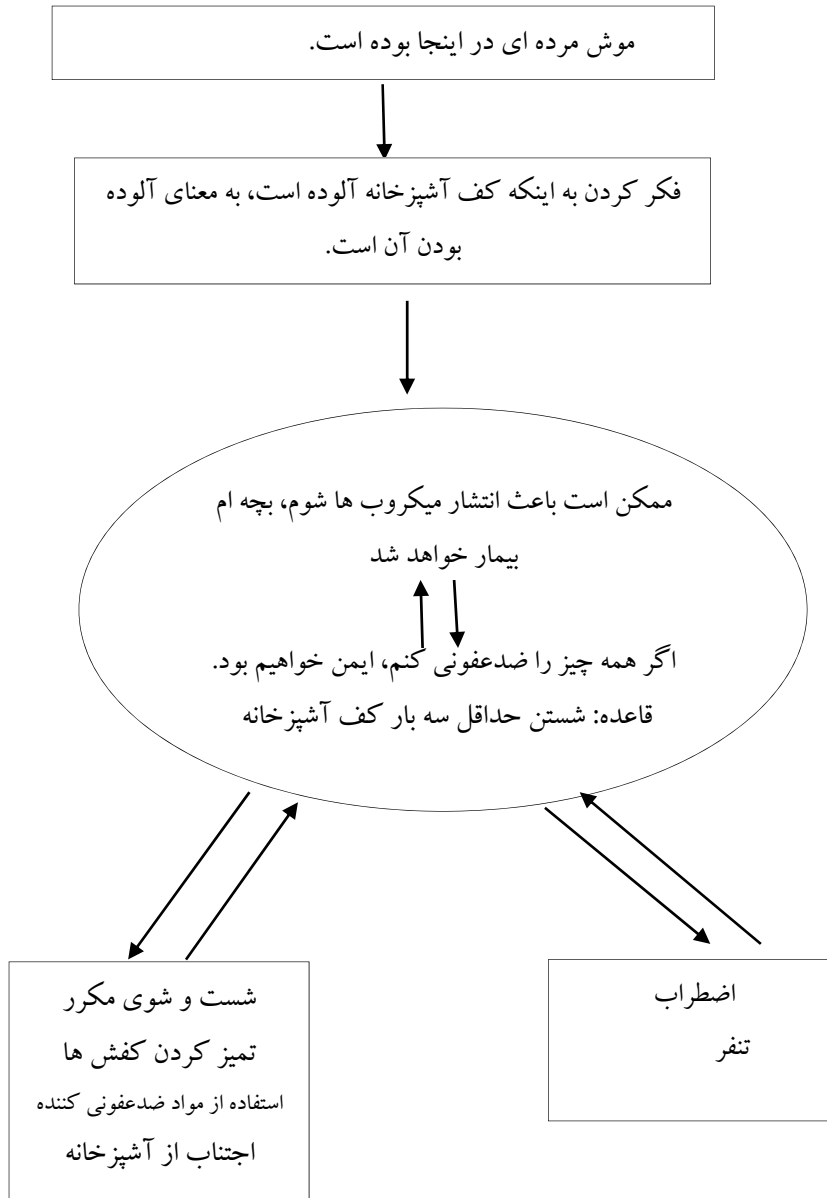 موش مرده ای در اینجا بوده است.
فکر کردن به اینکه کف آشپزخانه آلوده است، به معنای آلوده
بودن آن است.
ممکن است باعث انتشار میکروب ها شوم، بچه ام
بیمار خواهد شد
اگر همه چیز را ضدعفونی کنم، ایمن خواهیم بود.
قاعده: شستن حداقل سه بار کف آشپزخانه
اضطراب
تنفر
شست و شوی مکرر
تمیز کردن کفش ها
استفاده از مواد ضدعفونی کننده
اجتناب از آشپزخانه